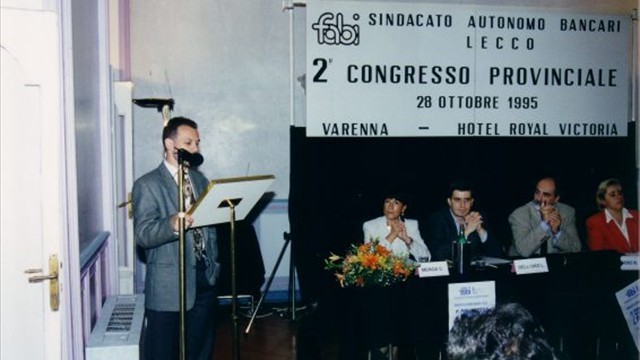 fabi SINDACATO AUTONOMO BANCARI
LECCO
2° CONGRESSO PROVINCIALE
28 OTTOBRE 1995
VARENNA — HOTEL ROYAL VICTORIA